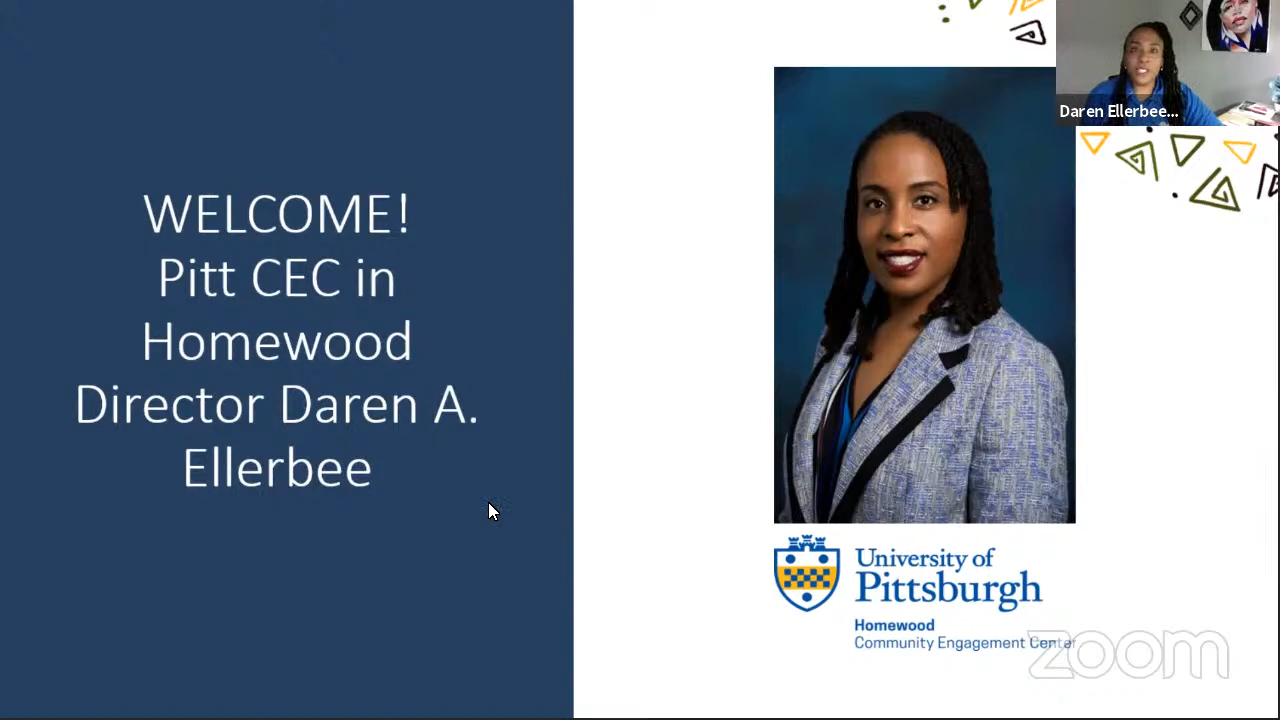 WELCOME!
Pitt CEC in
Homewood
Director Daren A.
Ellerbee
Daren Ellerbee...
University of
Pittsburgh
Homewood
Community Engagement Center
zoom